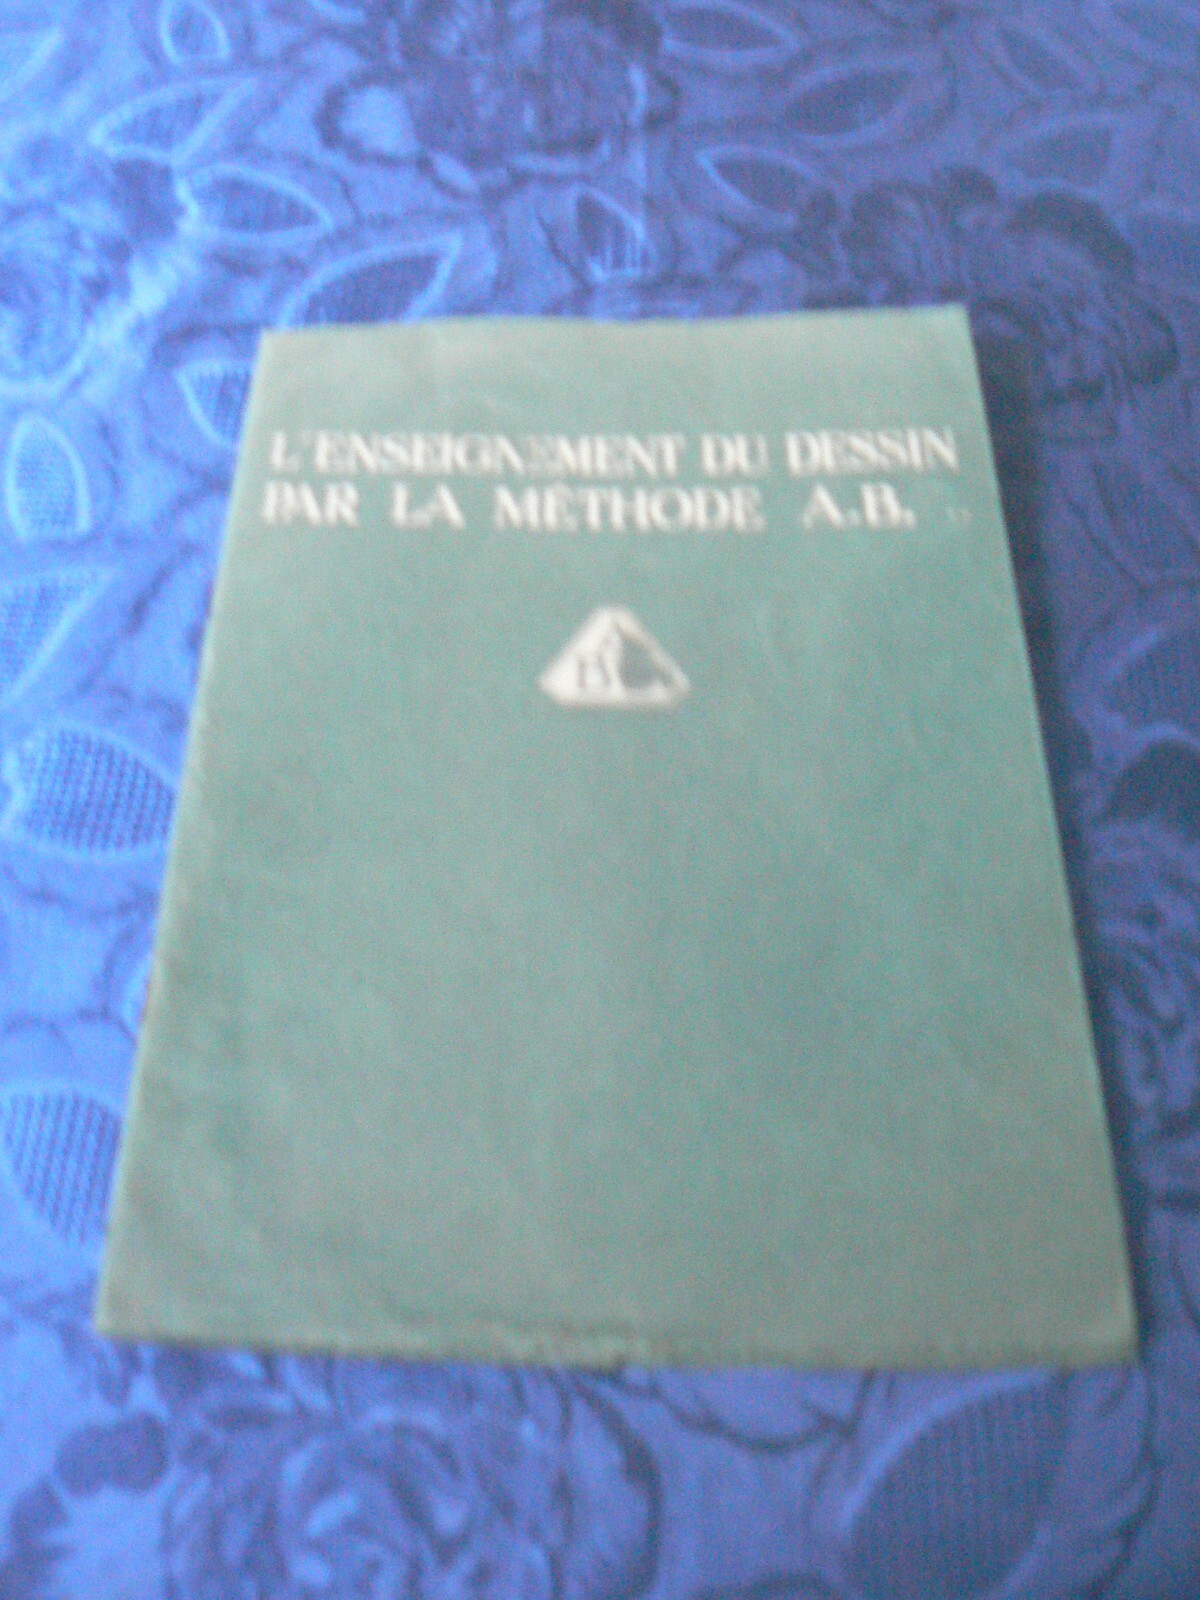 L'ENSEIGNEMENT DU DESSIN
PAR LA MÉTHODE A.B.